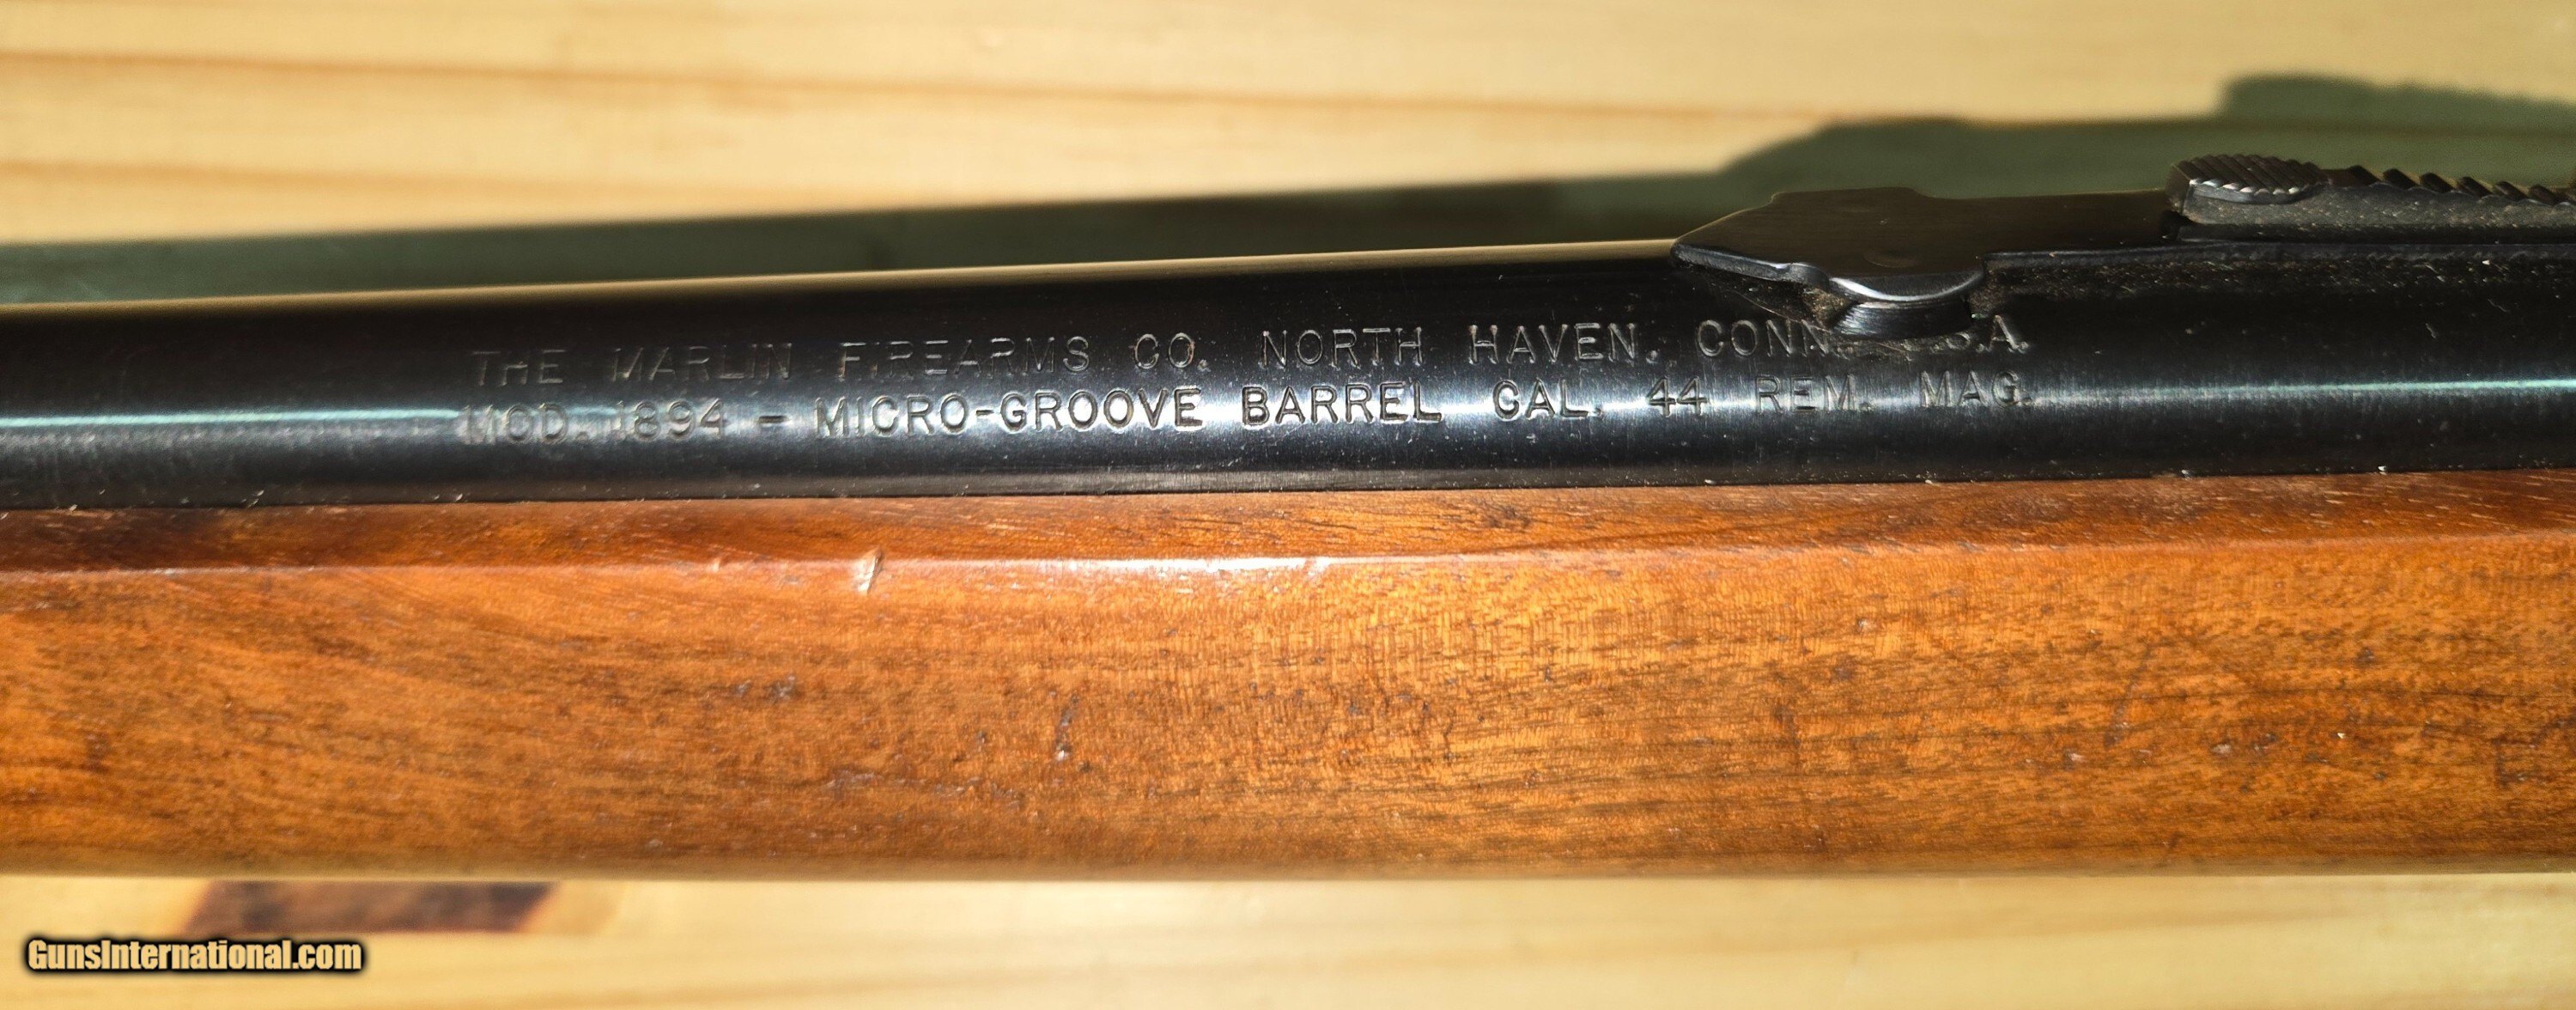 THE MARLIN FIREARMS CO. NORTH HAVEN, CONN. U.S.A.
MOD. 1894 - MICRO-GROOVE BARREL CAL. 44 REM. MAG.
GunsInternational.com